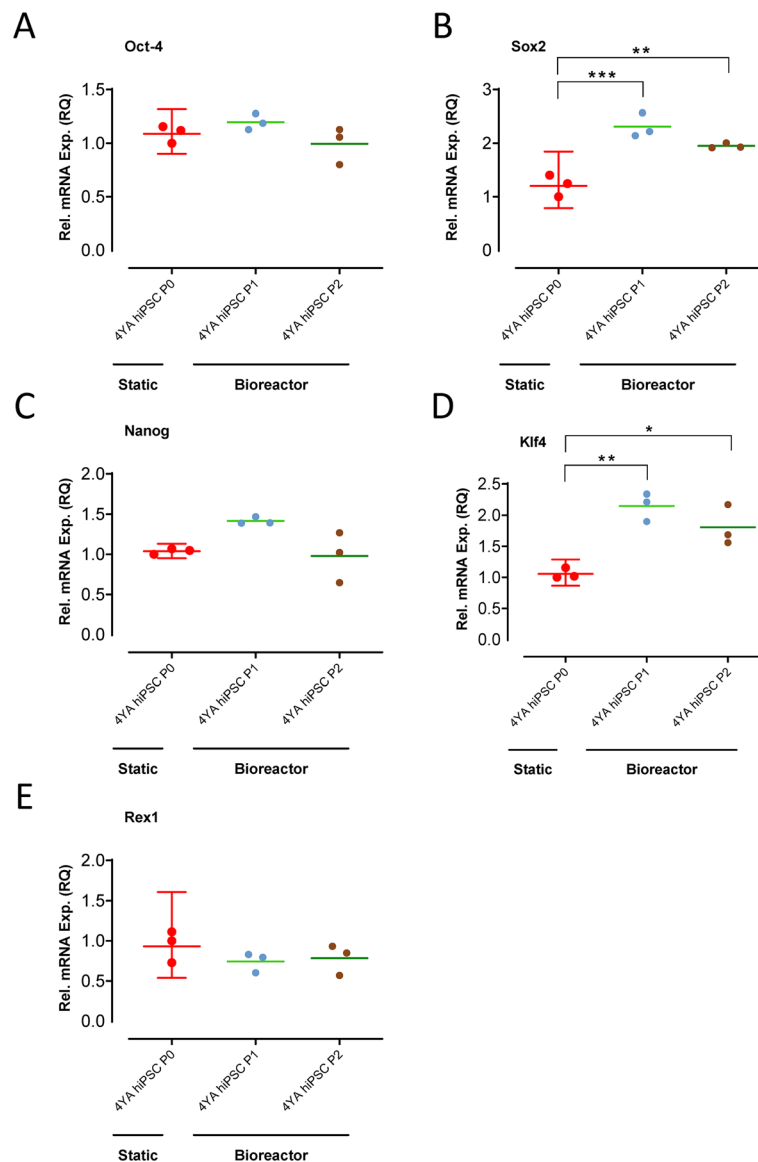 A
Oct-4
Rel. mRNA Exp. (RQ)
1.5
1.0
0.5
0.0
4YA hiPSC P0
4YA hiPSC P1
4YA hiPSC P2
Static
Bioreactor
B
Sox2
**
***
Rel. mRNA Exp. (RQ)
3
2
1
0
4YA hiPSC P0
4YA hiPSC P1
4YA hiPSC P2
Static
Bioreactor
C
Nanog
Rel. mRNA Exp. (RQ)
2.0
1.5
1.0
0.5
0.0
4YA hiPSC P0
4YA hiPSC P1
4YA hiPSC P2
Static
Bioreactor
D
Klf4
*
**
Rel. mRNA Exp. (RQ)
2.5
2.0
1.5
1.0
0.5
0.0
4YA hiPSC P0
4YA hiPSC P1
4YA hiPSC P2
Static
Bioreactor
E
Rex1
Rel. mRNA Exp. (RQ)
2.0
1.5
1.0
0.5
0.0
4YA hiPSC P0
4YA hiPSC P1
4YA hiPSC P2
Static
Bioreactor